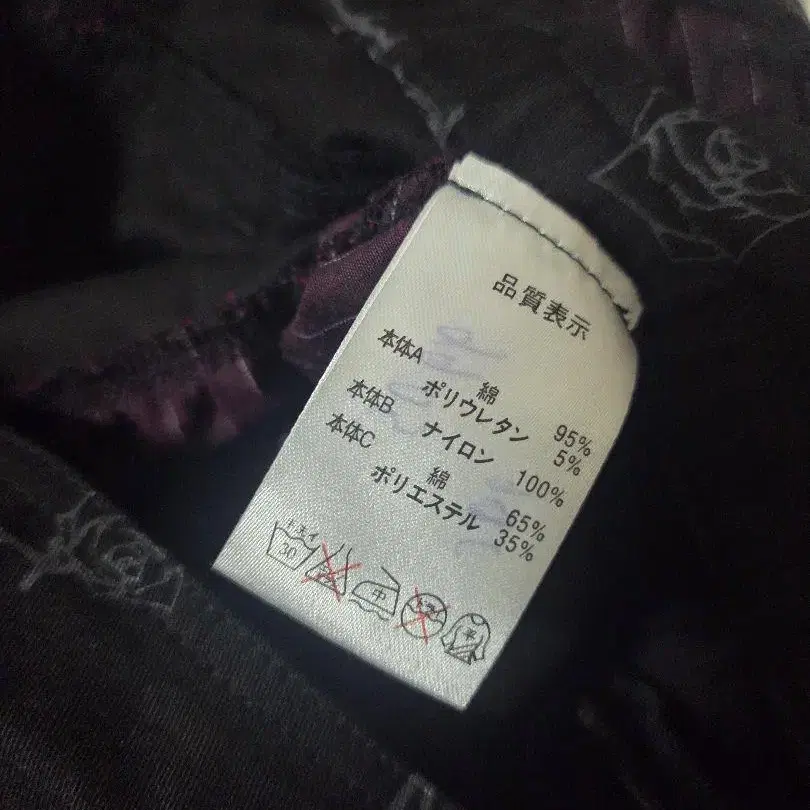 品質表示
本体A 綿 95%
ポリウレタン 5%
本体B ナイロン 100%
本体C 綿 65%
ポリエステル 35%
30
中
平